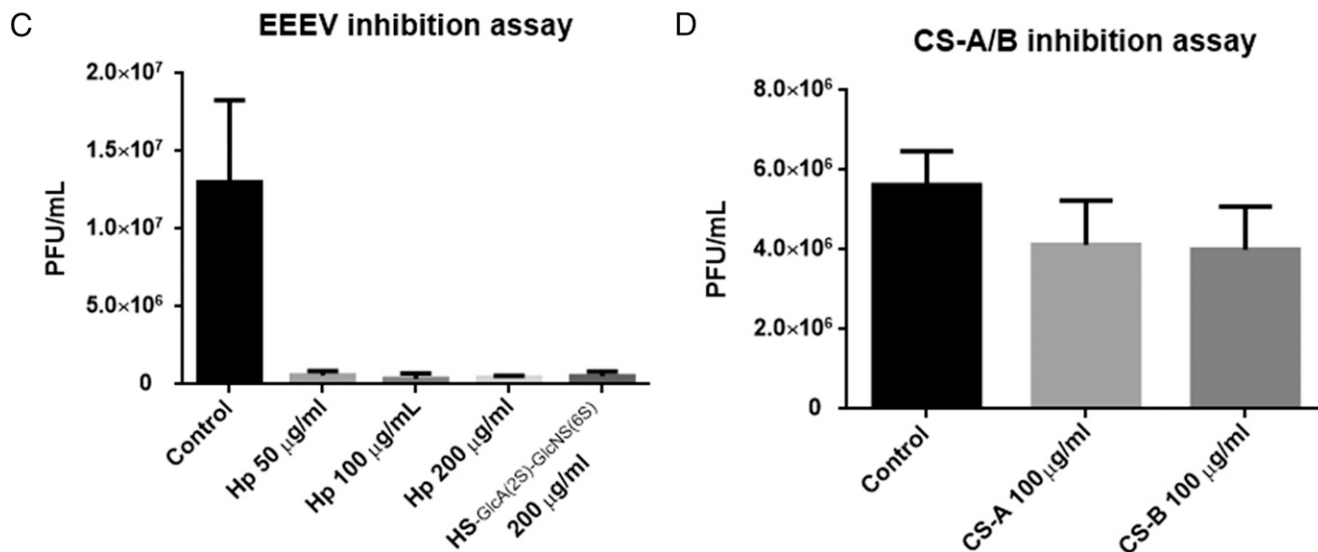 C
EEEV inhibition assay
PFU/mL
2.0×10⁷
1.5×10⁷
1.0×10⁷
5.0×10⁶
0
Control
Hp 50 μg/ml
Hp 100 μg/mL
Hp 200 μg/ml
HS-GlcA(2S)-GlcNS(6S)
200 μg/ml
D
CS-A/B inhibition assay
PFU/mL
8.0×10⁶
6.0×10⁶
4.0×10⁶
2.0×10⁶
0
Control
CS-A 100μg/ml
CS-B 100 μg/ml